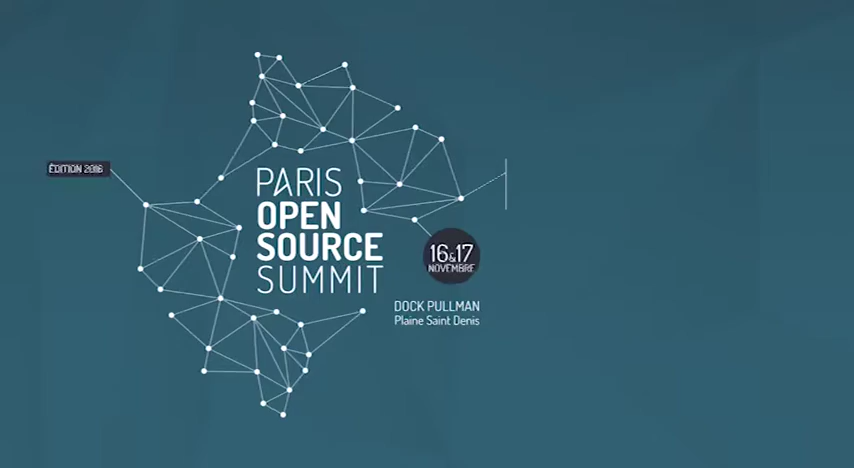 ÉDITION 2016
PARIS
OPEN
SOURCE
SUMMIT
16&17
NOVEMBRE
DOCK PULLMAN
Plaine Saint Denis